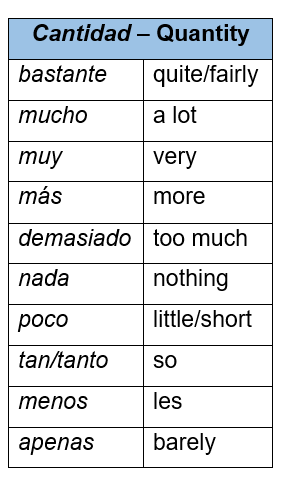 Cantidad – Quantity
bastante quite/fairly
mucho a lot
muy very
más more
demasiado too much
nada nothing
poco little/short
tan/tanto so
menos les
apenas barely